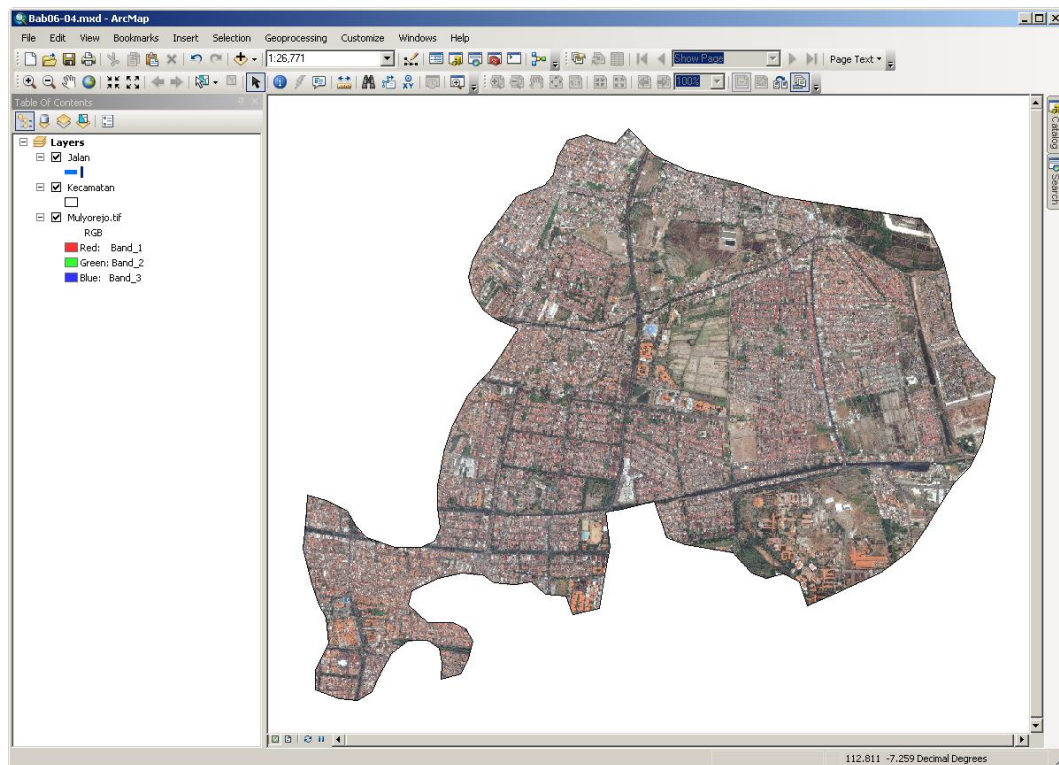 Bab06-04.mxd - ArcMap
File Edit View Bookmarks Insert Selection Geoprocessing Customize Windows Help
1:26,771 Show Page Page Text
100%
Table Of Contents
Layers
Jalan
Kecamatan
Mulyorejo.tif
RGB
Red: Band_1
Green: Band_2
Blue: Band_3
Catalog
Search
112.811 -7.259 Decimal Degrees